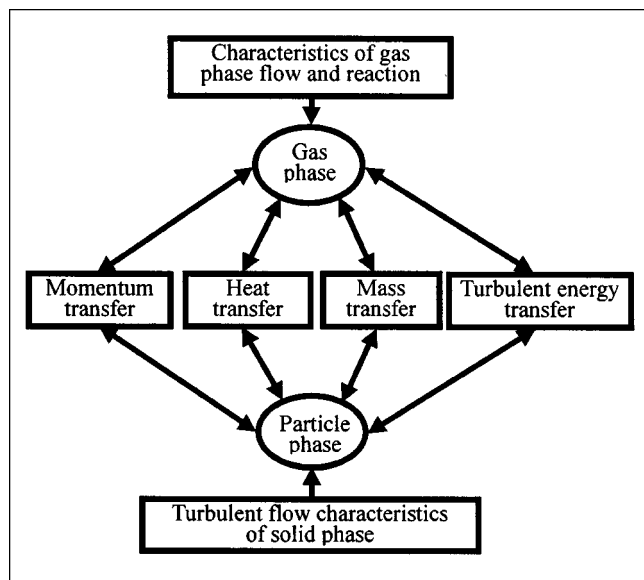 Characteristics of gas
phase flow and reaction
Gas
phase
Momentum
transfer
Heat
transfer
Mass
transfer
Turbulent energy
transfer
Particle
phase
Turbulent flow characteristics
of solid phase